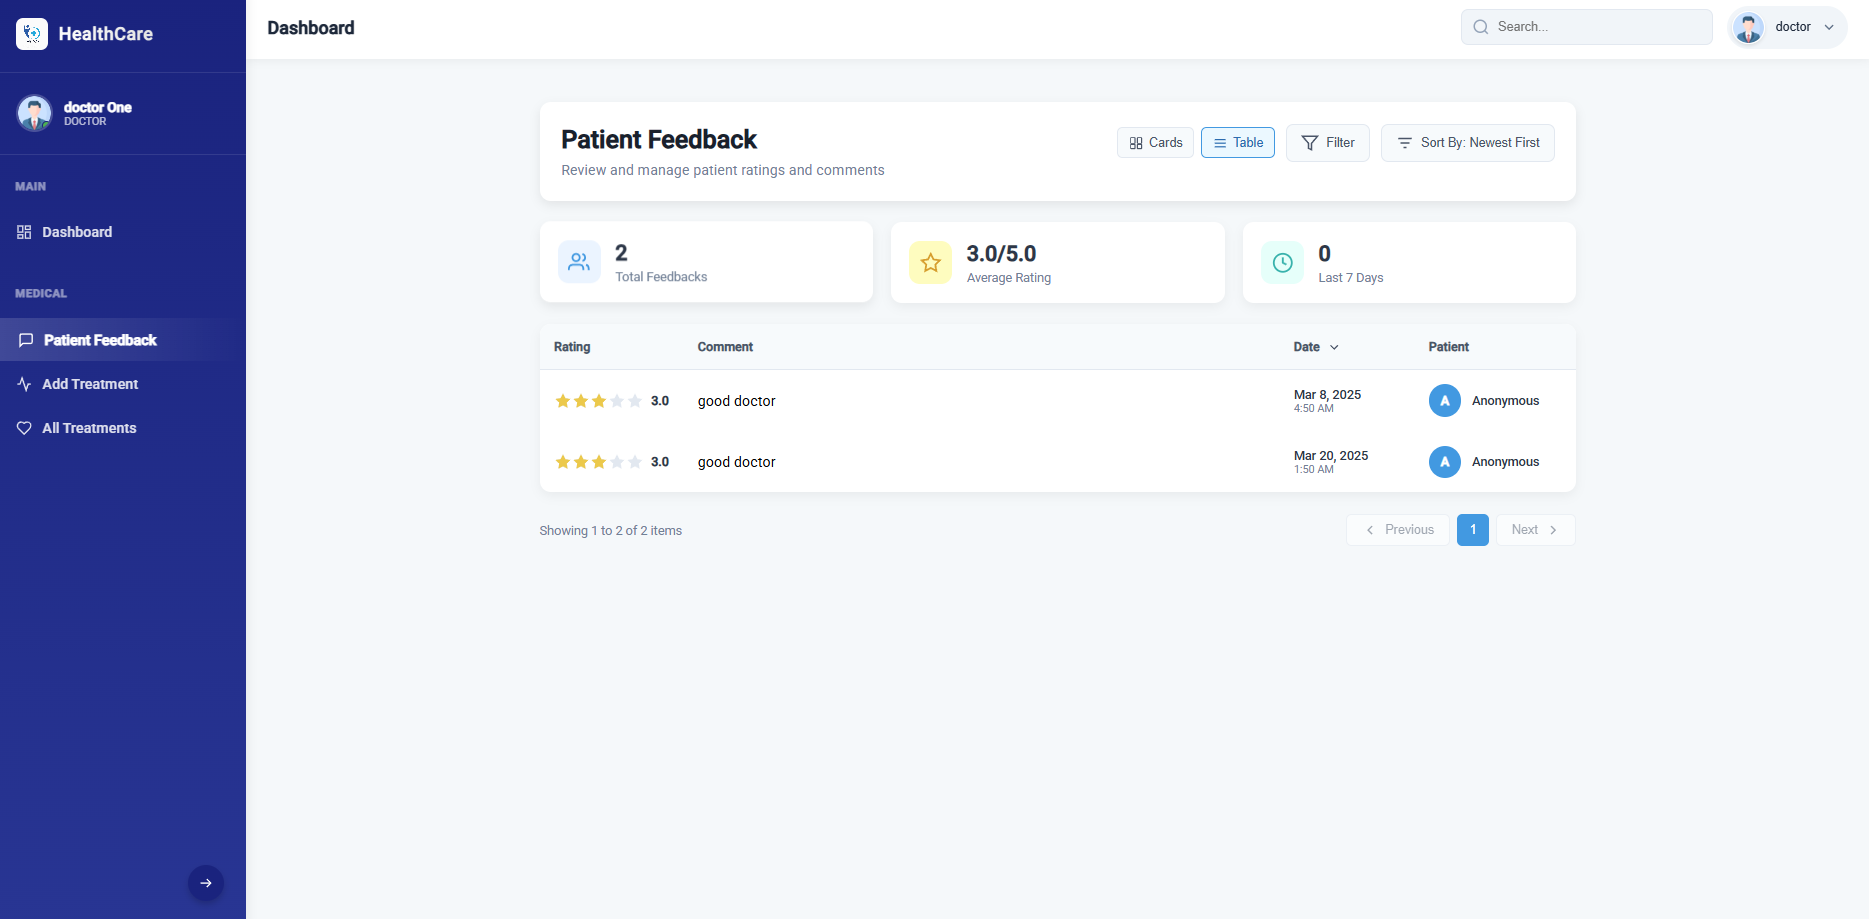 HealthCare
doctor One
DOCTOR
MAIN
Dashboard
MEDICAL
Patient Feedback
Add Treatment
All Treatments
Dashboard
Search...
doctor
Patient Feedback
Review and manage patient ratings and comments
Cards
Table
Filter
Sort By: Newest First
2
Total Feedbacks
3.0/5.0
Average Rating
0
Last 7 Days
Rating Comment Date Patient
3.0 good doctor Mar 8, 2025 A Anonymous
4:50 AM
3.0 good doctor Mar 20, 2025 A Anonymous
1:50 AM
Showing 1 to 2 of 2 items
Previous 1 Next